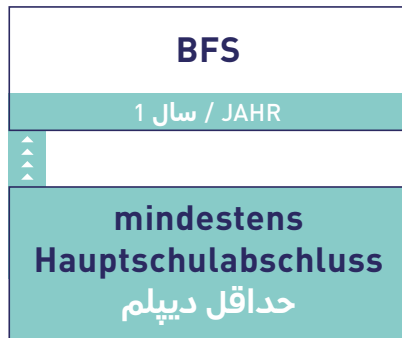 BFS
1 سال / JAHR
mindestens
Hauptschulabschluss
حداقل دیپلم